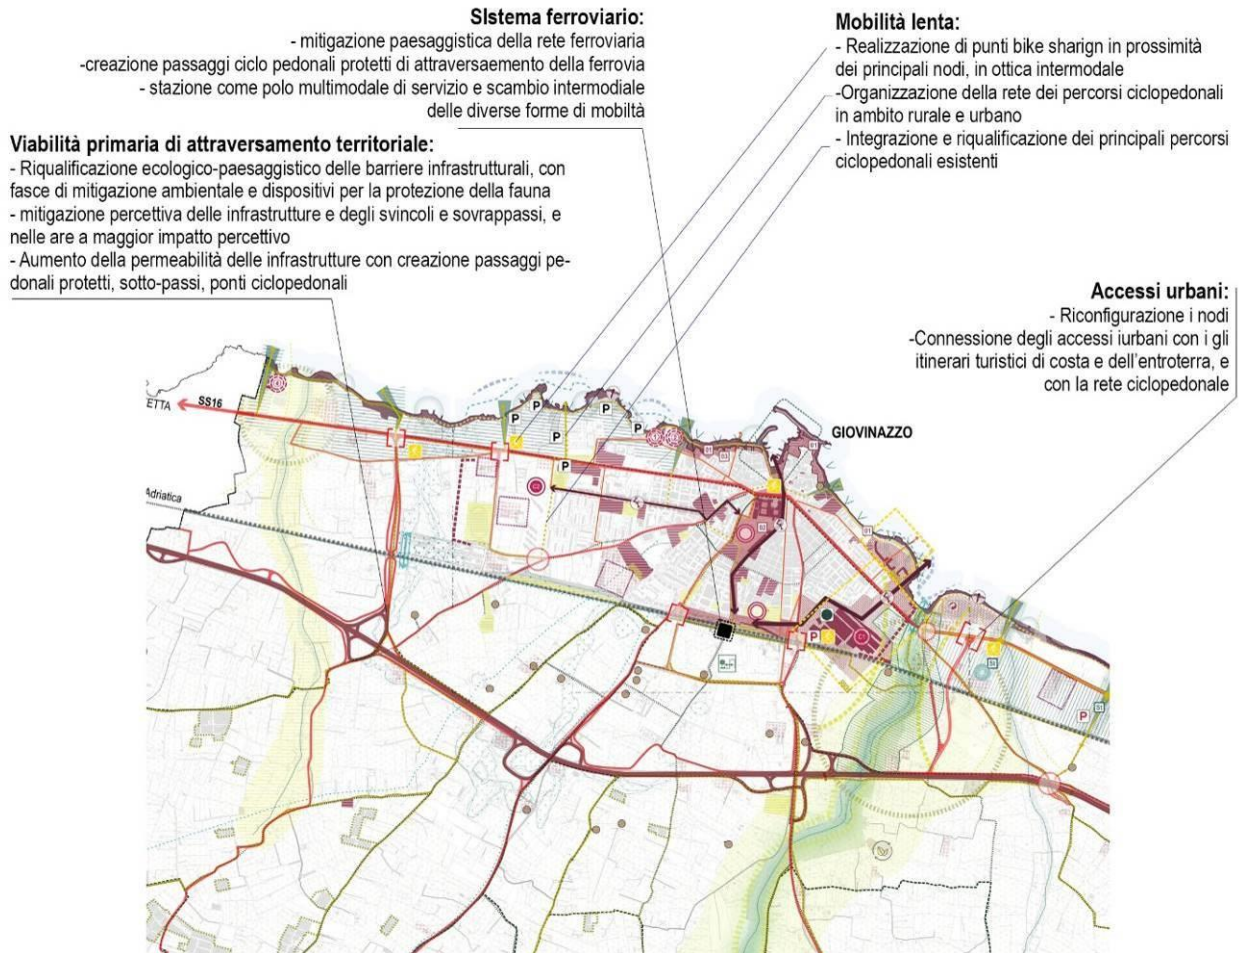 SIstema ferroviario:
- mitigazione paesaggistica della rete ferroviaria
-creazione passaggi ciclo pedonali protetti di attraversaemento della ferrovia
- stazione come polo multimodale di servizio e scambio intermodiale
delle diverse forme di mobiltà
Mobilità lenta:
- Realizzazione di punti bike sharign in prossimità
dei principali nodi, in ottica intermodale
-Organizzazione della rete dei percorsi ciclopedonali
in ambito rurale e urbano
- Integrazione e riqualificazione dei principali percorsi
ciclopedonali esistenti
Viabilità primaria di attraversamento territoriale:
- Riqualificazione ecologico-paesaggistico delle barriere infrastrutturali, con
fasce di mitigazione ambientale e dispositivi per la protezione della fauna
- mitigazione percettiva delle infrastrutture e degli svincoli e sovrappassi, e
nelle are a maggior impatto percettivo
- Aumento della permeabilità delle infrastrutture con creazione passaggi pe-
donali protetti, sotto-passi, ponti ciclopedonali
Accessi urbani:
- Riconfigurazione i nodi
-Connessione degli accessi iurbani con i gli
itinerari turistici di costa e dell'entroterra, e
con la rete ciclopedonale
ETTA
SS16
P
P
P
P
P
P
GIOVINAZZO
Adriatica
P
P